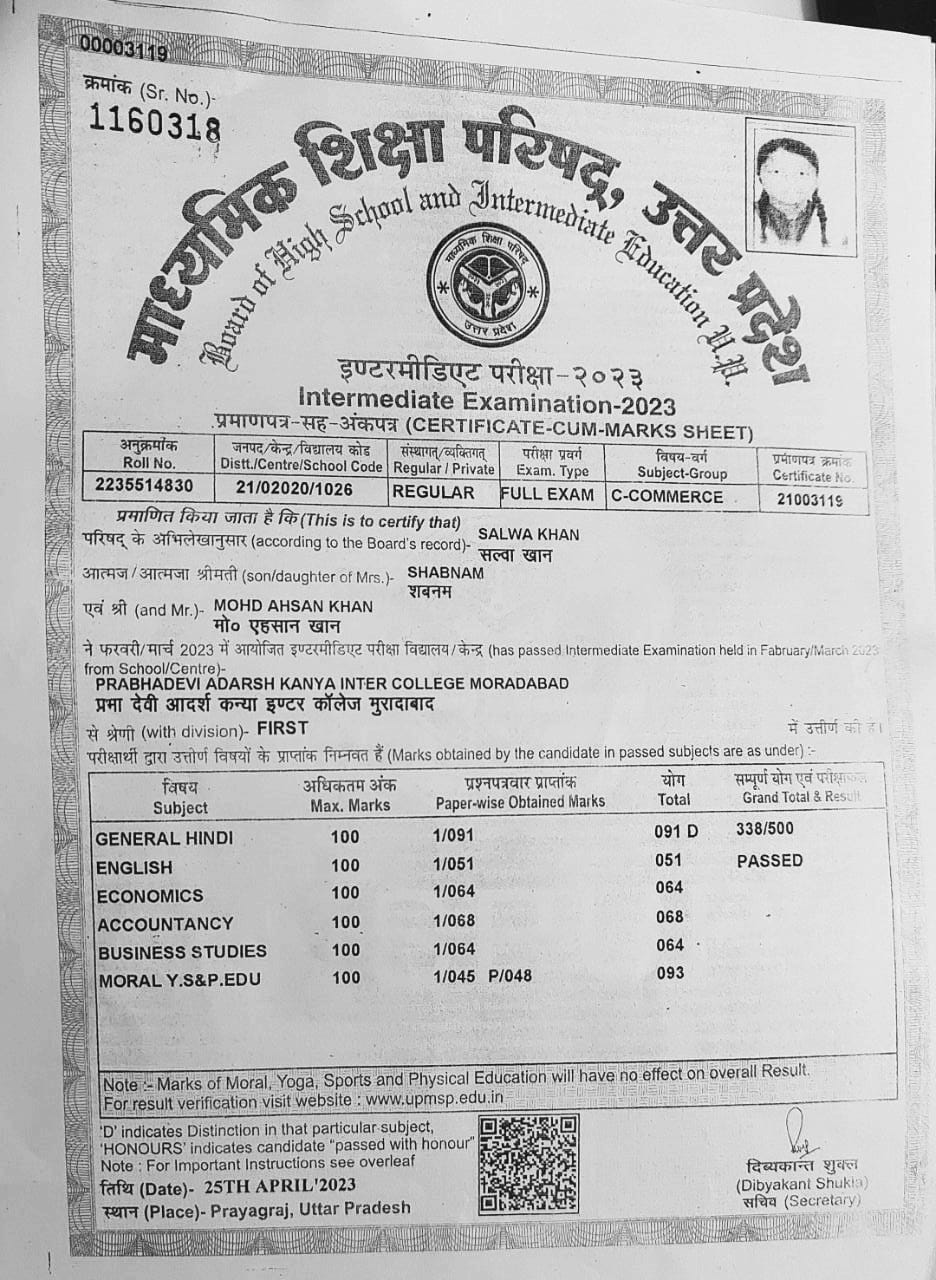 00003119
क्रमांक (Sr. No.)-
1160318
माध्यमिक शिक्षा परिषद्, उत्तर प्रदेश
Board of High School and Intermediate Education U.P.
माध्यमिक शिक्षा परिषद्
उत्तर प्रदेश
इण्टरमीडिएट परीक्षा-२०२३
Intermediate Examination-2023
प्रमाणपत्र-सह-अंकपत्र (CERTIFICATE-CUM-MARKS SHEET)
अनुक्रमांक जनपद/केन्द्र/विद्यालय कोड संस्थागत/व्यक्तिगत परीक्षा प्रवर्ग विषय-वर्ग प्रमाणपत्र क्रमांक
Roll No. Distt./Centre/School Code Regular / Private Exam. Type Subject-Group Certificate No.
2235514830 21/02020/1026 REGULAR FULL EXAM C-COMMERCE 21003119
प्रमाणित किया जाता है कि (This is to certify that)
परिषद् के अभिलेखानुसार (according to the Board's record)- SALWA KHAN
सल्वा खान
आत्मज/आत्मजा श्रीमती (son/daughter of Mrs.)- SHABNAM
शबनम
एवं श्री (and Mr.)- MOHD AHSAN KHAN
मो० एहसान खान
ने फरवरी/मार्च 2023 में आयोजित इण्टरमीडिएट परीक्षा विद्यालय/केन्द्र (has passed Intermediate Examination held in Fabruary/March 2023
from School/Centre)-
PRABHADEVI ADARSH KANYA INTER COLLEGE MORADABAD
प्रभा देवी आदर्श कन्या इण्टर कॉलेज मुरादाबाद
से श्रेणी (with division)- FIRST में उत्तीर्ण की है।
परीक्षार्थी द्वारा उत्तीर्ण विषयों के प्राप्तांक निम्नवत हैं (Marks obtained by the candidate in passed subjects are as under) :-
विषय अधिकतम अंक प्रश्नपत्रवार प्राप्तांक योग सम्पूर्ण योग एवं परीक्षाफल
Subject Max. Marks Paper-wise Obtained Marks Total Grand Total & Result
GENERAL HINDI 100 1/091 091 D 338/500
ENGLISH 100 1/051 051 PASSED
ECONOMICS 100 1/064 064
ACCOUNTANCY 100 1/068 068
BUSINESS STUDIES 100 1/064 064
MORAL Y.S&P.EDU 100 1/045 P/048 093
Note :- Marks of Moral, Yoga, Sports and Physical Education will have no effect on overall Result.
For result verification visit website : www.upmsp.edu.in
'D' indicates Distinction in that particular subject,
'HONOURS' indicates candidate "passed with honour"
Note : For Important Instructions see overleaf
तिथि (Date)- 25TH APRIL'2023
स्थान (Place)- Prayagraj, Uttar Pradesh
दिब्यकान्त शुक्ल
(Dibyakant Shukla)
सचिव (Secretary)